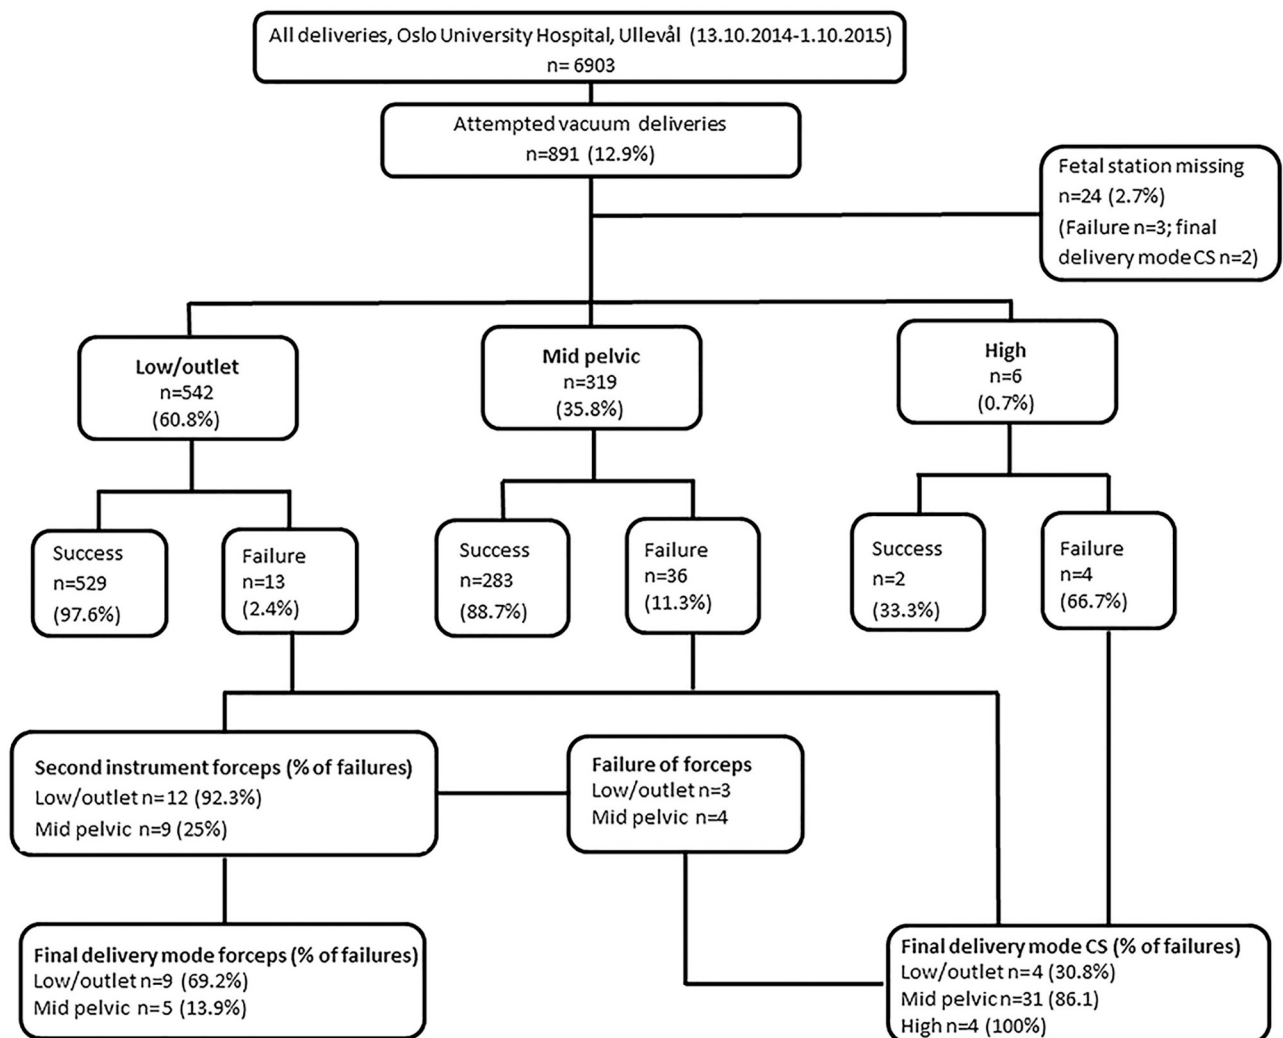 All deliveries, Oslo University Hospital, Ullevål (13.10.2014-1.10.2015)
n= 6903
Attempted vacuum deliveries
n=891 (12.9%)
Fetal station missing
n=24 (2.7%)
(Failure n=3; final
delivery mode CS n=2)
Low/outlet
n=542
(60.8%)
Mid pelvic
n=319
(35.8%)
High
n=6
(0.7%)
Success
n=529
(97.6%)
Failure
n=13
(2.4%)
Success
n=283
(88.7%)
Failure
n=36
(11.3%)
Success
n=2
(33.3%)
Failure
n=4
(66.7%)
Second instrument forceps (% of failures)
Low/outlet n=12 (92.3%)
Mid pelvic n=9 (25%)
Failure of forceps
Low/outlet n=3
Mid pelvic n=4
Final delivery mode forceps (% of failures)
Low/outlet n=9 (69.2%)
Mid pelvic n=5 (13.9%)
Final delivery mode CS (% of failures)
Low/outlet n=4 (30.8%)
Mid pelvic n=31 (86.1)
High n=4 (100%)